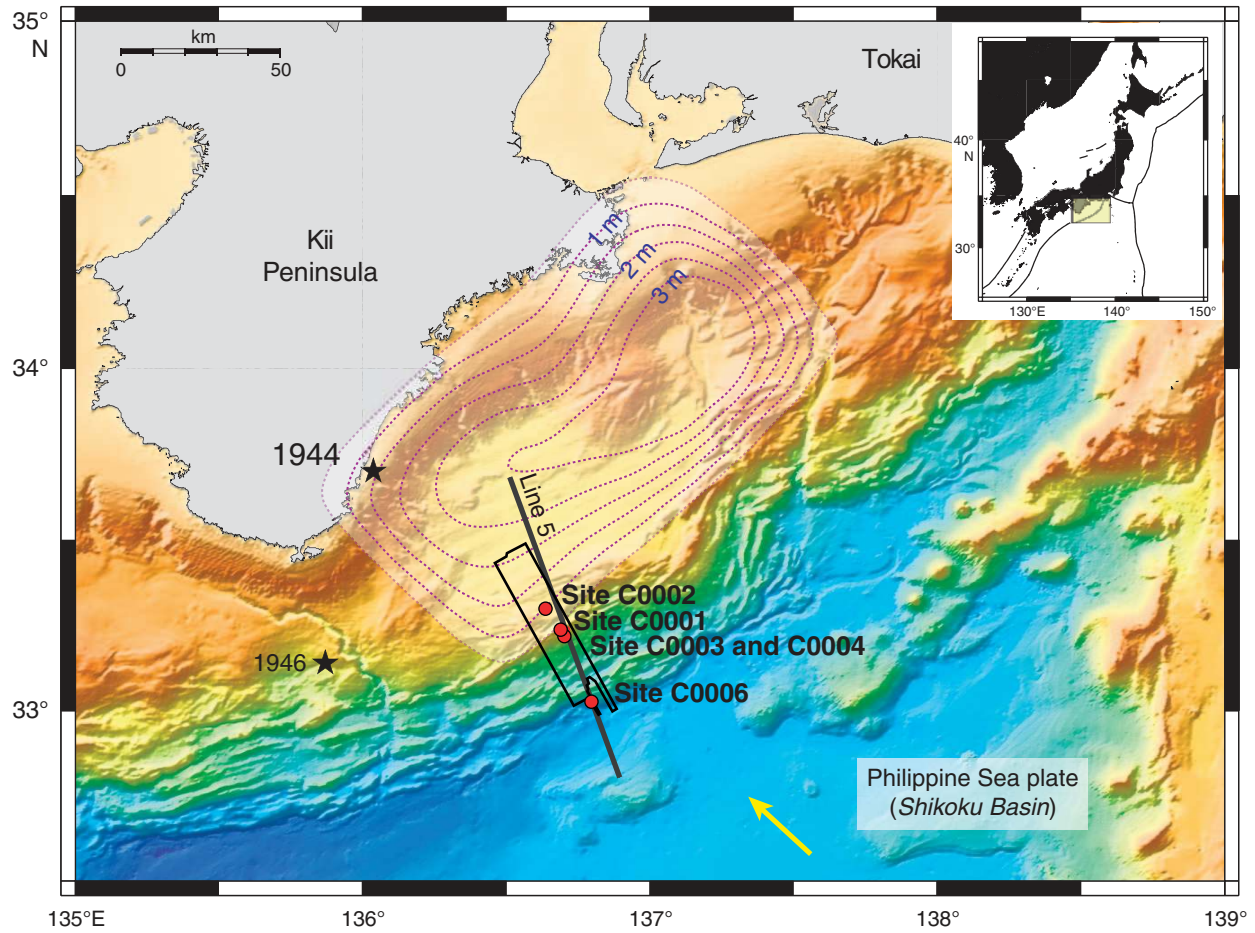 35°
N
km
0
50
Tokai
40°
N
30°
130°E
140°
150°
Kii
Peninsula
1 m
2 m
3 m
34°
1944
Line 5
Site C0002
Site C0001
Site C0003 and C0004
1946
Site C0006
33°
Philippine Sea plate
(Shikoku Basin)
135°E
136°
137°
138°
139°